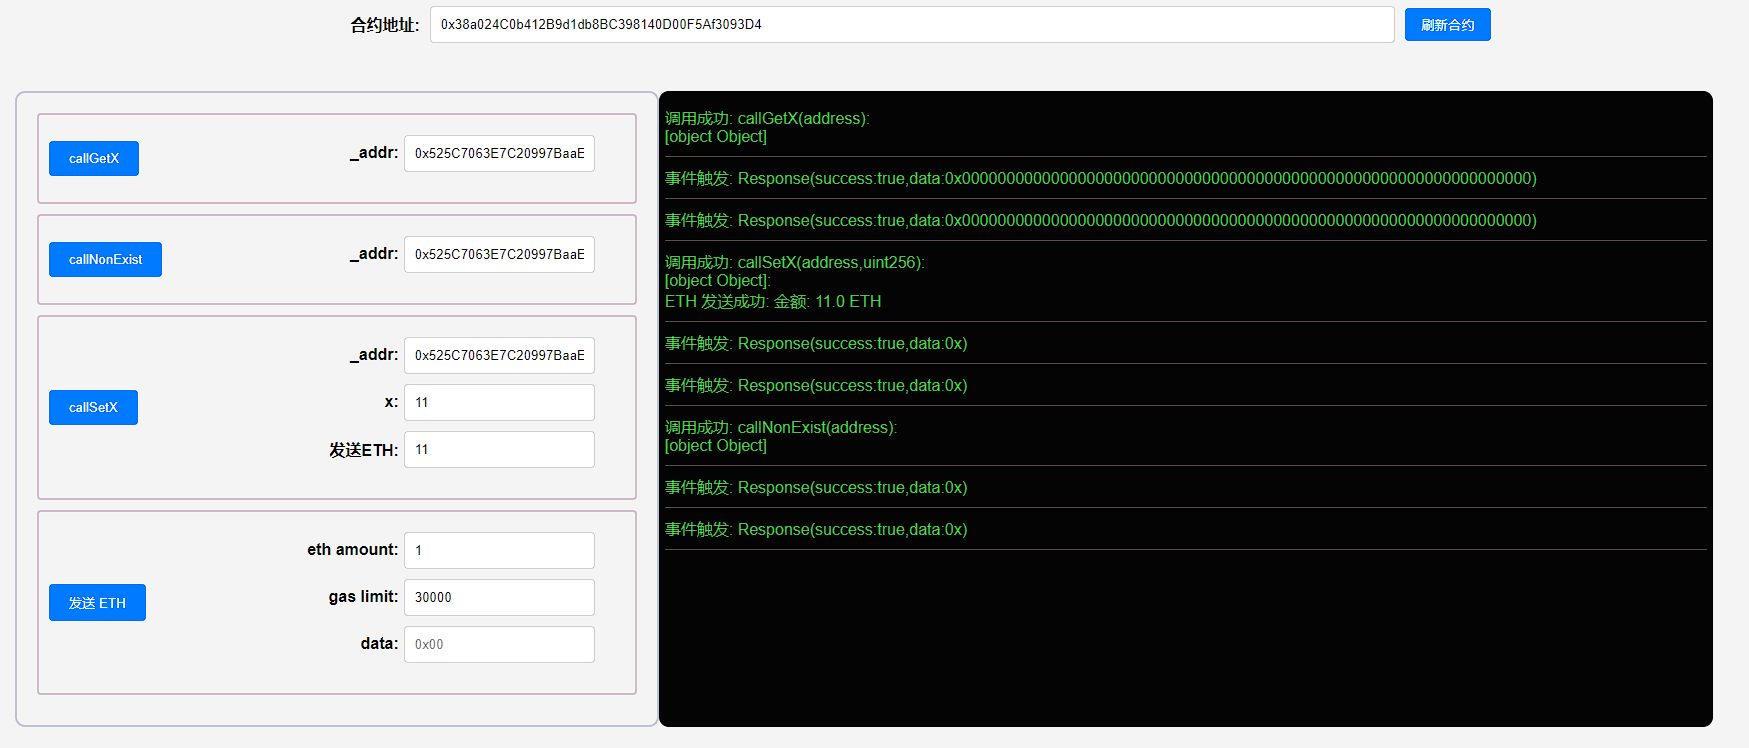 合约地址: 0x38a024C0b412B9d1db8BC398140D00F5Af3093D4 刷新合约
callGetX _addr: 0x525C7063E7C20997BaaE
callNonExist _addr: 0x525C7063E7C20997BaaE
_addr: 0x525C7063E7C20997BaaE
callSetX x: 11
发送ETH: 11
eth amount: 1
发送 ETH gas limit: 30000
data: 0x00
调用成功: callGetX(address):
[object Object]
事件触发: Response(success:true,data:0x0000000000000000000000000000000000000000000000000000000000000000)
事件触发: Response(success:true,data:0x0000000000000000000000000000000000000000000000000000000000000000)
调用成功: callSetX(address,uint256):
[object Object]:
ETH 发送成功: 金额: 11.0 ETH
事件触发: Response(success:true,data:0x)
事件触发: Response(success:true,data:0x)
调用成功: callNonExist(address):
[object Object]
事件触发: Response(success:true,data:0x)
事件触发: Response(success:true,data:0x)